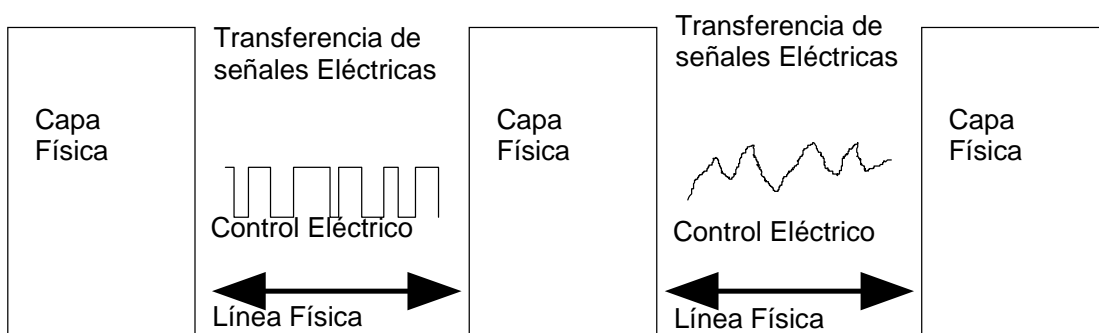 Capa
Física
Transferencia de
señales Eléctricas
Control Eléctrico
Línea Física
Capa
Física
Transferencia de
señales Eléctricas
Control Eléctrico
Línea Física
Capa
Física